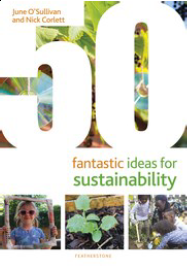 June O'Sullivan
and Nick Corlett
50
fantastic ideas for
sustainability
FEATHERSTONE